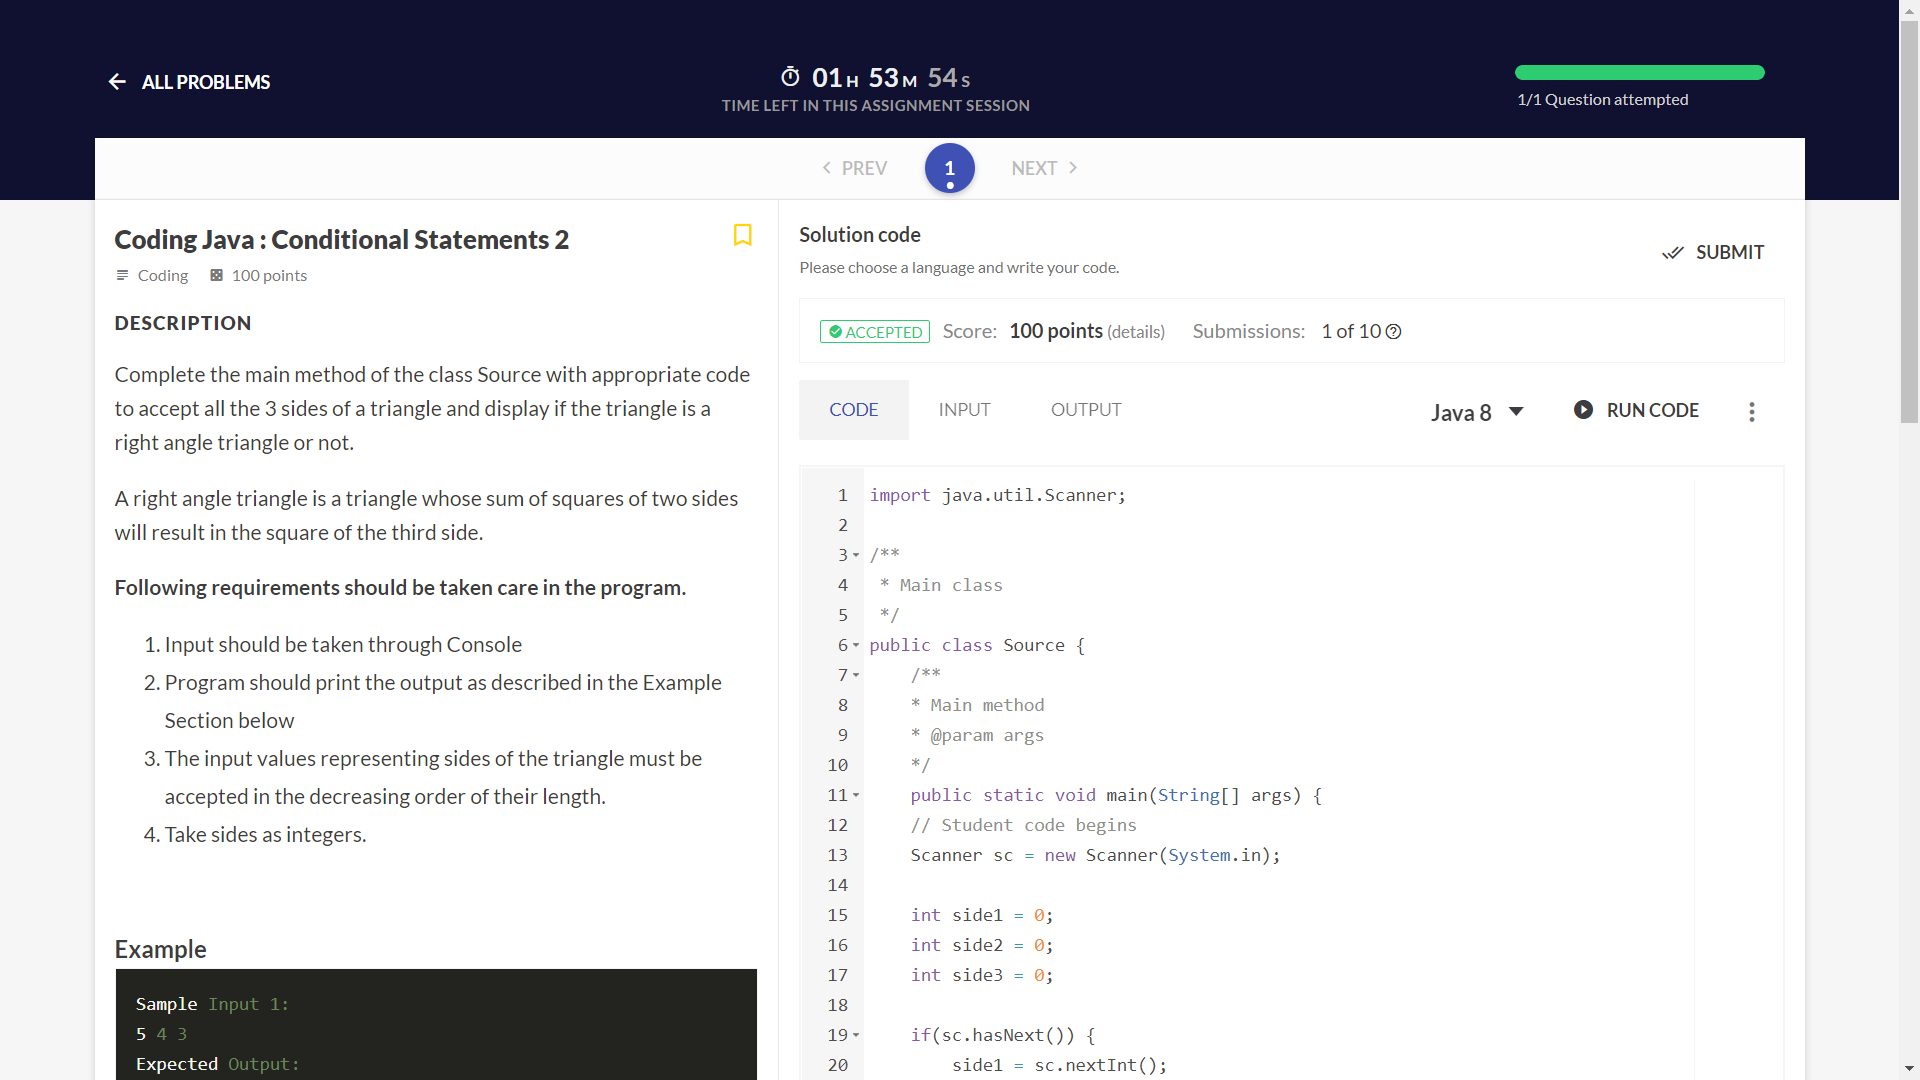 ALL PROBLEMS
01 H 53 M 54 S
TIME LEFT IN THIS ASSIGNMENT SESSION
1/1 Question attempted
PREV
1
NEXT
Coding Java : Conditional Statements 2
Coding 100 points
DESCRIPTION
Complete the main method of the class Source with appropriate code
to accept all the 3 sides of a triangle and display if the triangle is a
right angle triangle or not.
A right angle triangle is a triangle whose sum of squares of two sides
will result in the square of the third side.
Following requirements should be taken care in the program.
1. Input should be taken through Console
2. Program should print the output as described in the Example
Section below
3. The input values representing sides of the triangle must be
accepted in the decreasing order of their length.
4. Take sides as integers.
Example
Sample Input 1:
5 4 3
Expected Output:
Solution code
Please choose a language and write your code.
SUBMIT
ACCEPTED Score: 100 points (details) Submissions: 1 of 10
CODE INPUT OUTPUT
Java 8
RUN CODE
1 import java.util.Scanner;
2
3 /**
4 * Main class
5 */
6 public class Source {
7 /**
8 * Main method
9 * @param args
10 */
11 public static void main(String[] args) {
12 // Student code begins
13 Scanner sc = new Scanner(System.in);
14
15 int side1 = 0;
16 int side2 = 0;
17 int side3 = 0;
18
19 if(sc.hasNext()) {
20 side1 = sc.nextInt();